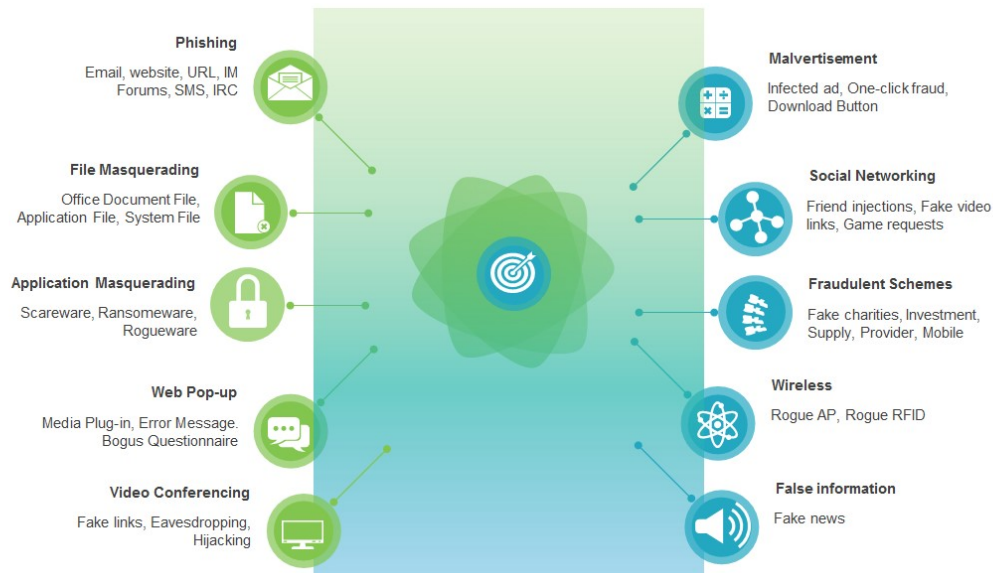 Phishing
Email, website, URL, IM
Forums, SMS, IRC
File Masquerading
Office Document File,
Application File, System File
Application Masquerading
Scareware, Ransomeware,
Rogueware
Web Pop-up
Media Plug-in, Error Message.
Bogus Questionnaire
Video Conferencing
Fake links, Eavesdropping,
Hijacking
Malvertisement
Infected ad, One-click fraud,
Download Button
Social Networking
Friend injections, Fake video
links, Game requests
Fraudulent Schemes
Fake charities, Investment,
Supply, Provider, Mobile
Wireless
Rogue AP, Rogue RFID
False information
Fake news